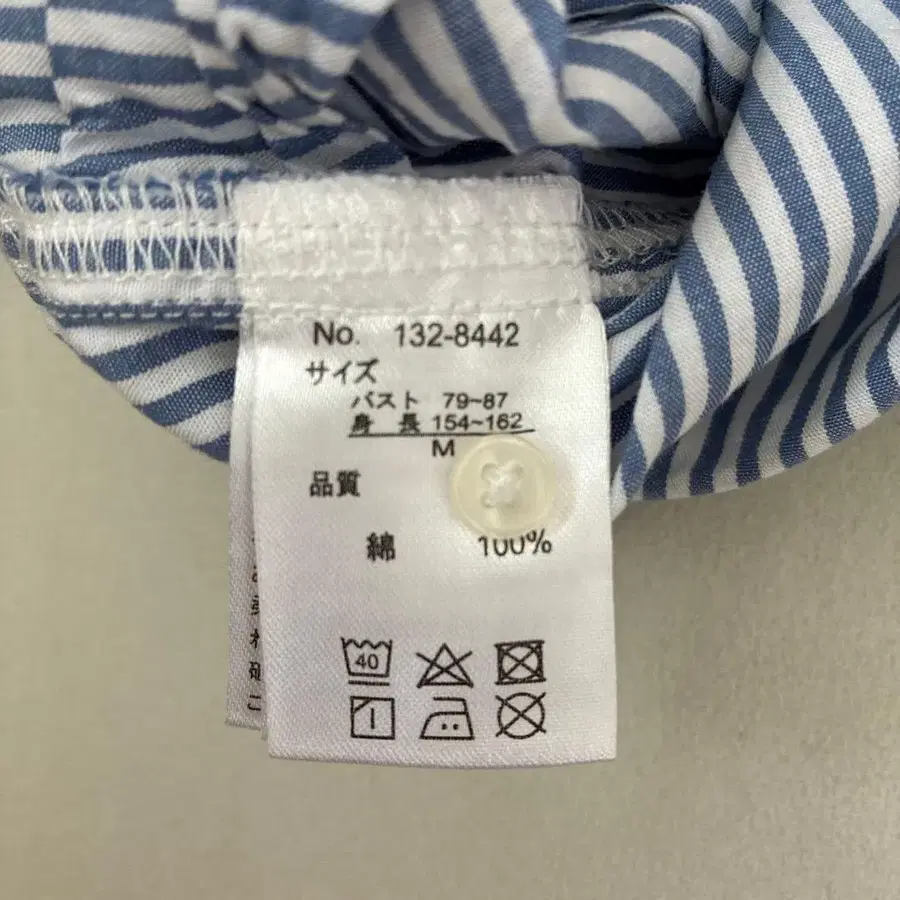 No. 132-8442
サイズ
バスト 79~87
身 長 154~162
M
品質
綿 100%
40